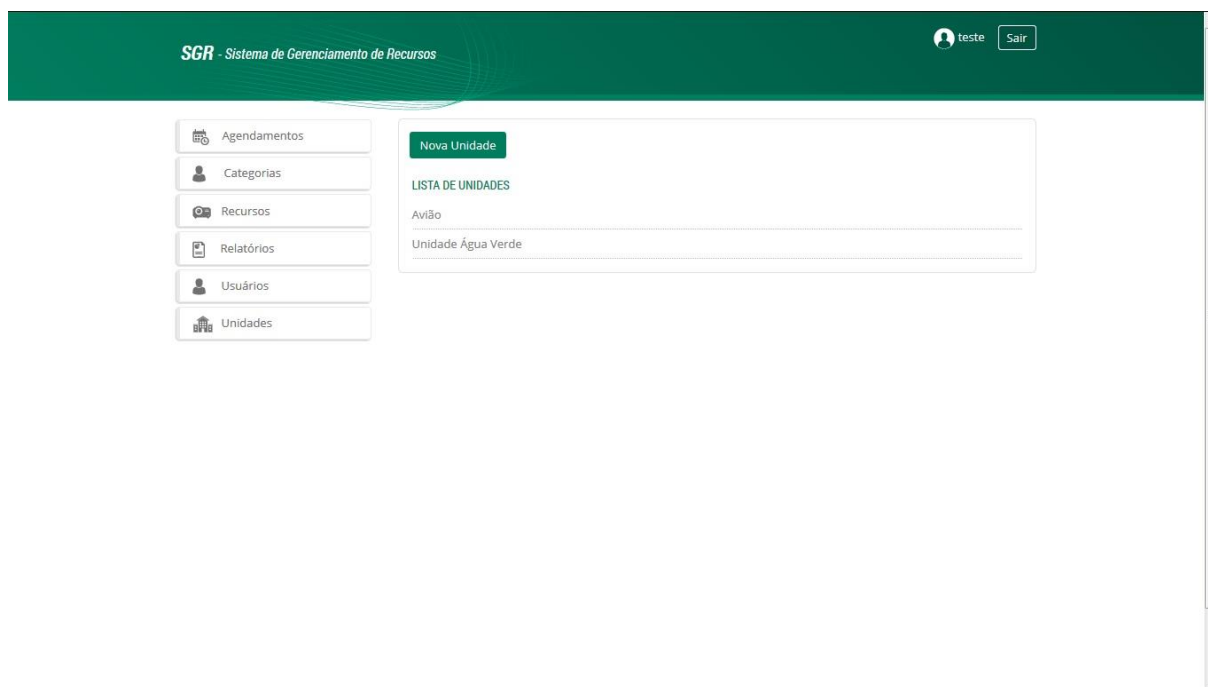 SGR - Sistema de Gerenciamento de Recursos
teste
Sair
Agendamentos
Categorias
Recursos
Relatórios
Usuários
Unidades
Nova Unidade
LISTA DE UNIDADES
Avião
Unidade Água Verde